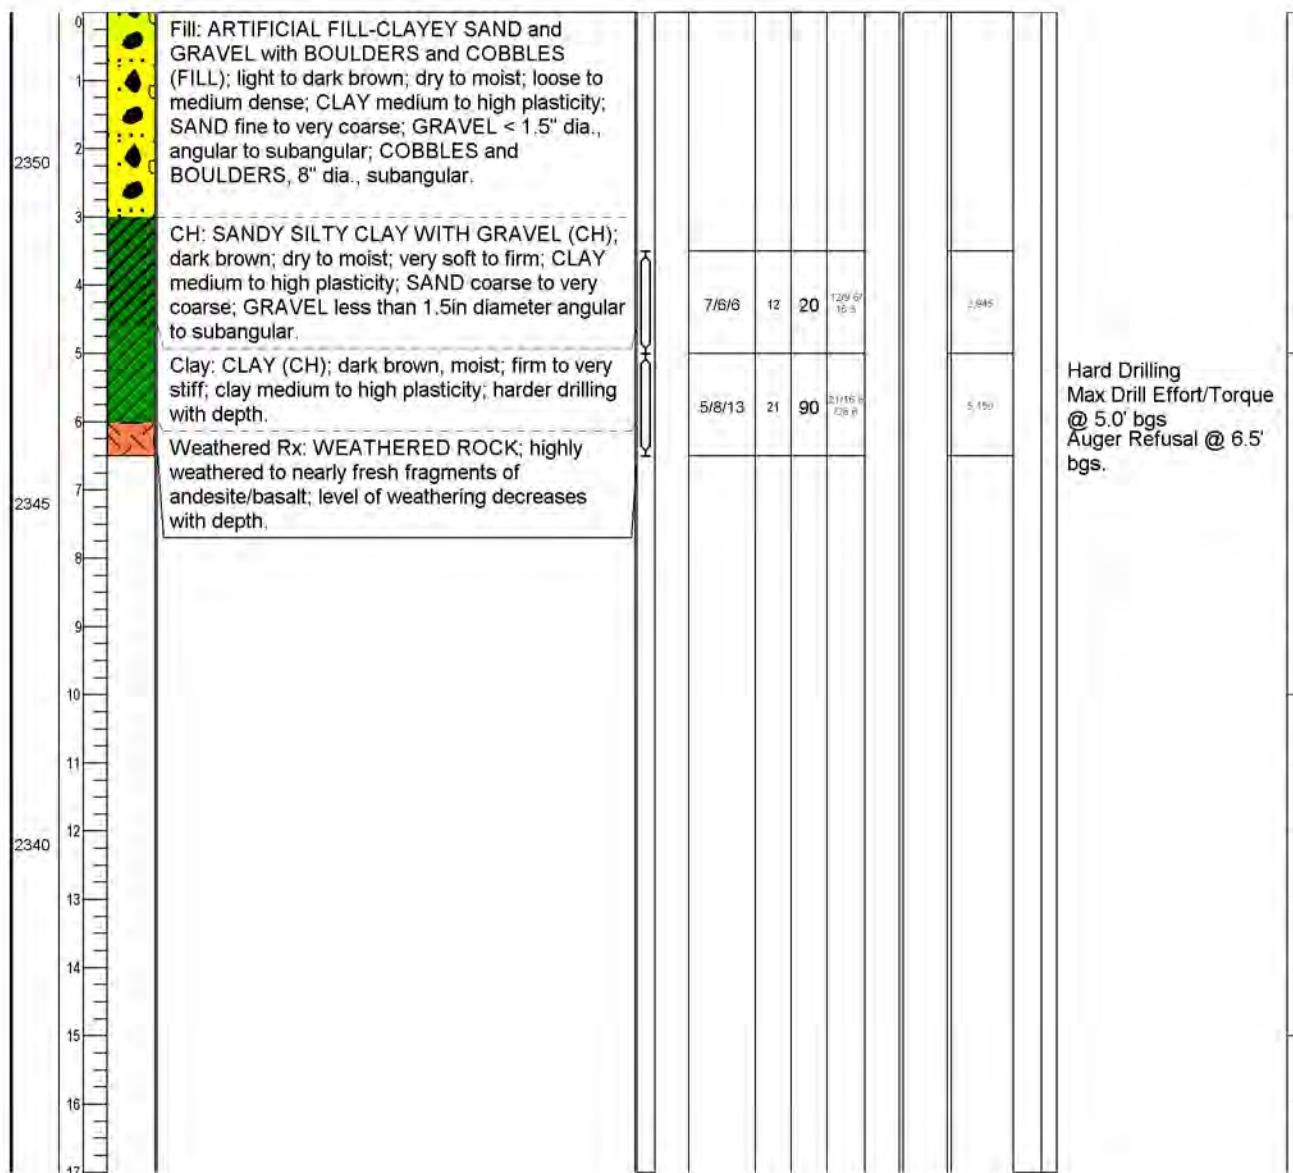 0
Fill: ARTIFICIAL FILL-CLAYEY SAND and
GRAVEL with BOULDERS and COBBLES
(FILL); light to dark brown; dry to moist; loose to
medium dense; CLAY medium to high plasticity;
SAND fine to very coarse; GRAVEL < 1.5" dia.,
angular to subangular; COBBLES and
BOULDERS, 8" dia., subangular.
1
2
2350
3
CH: SANDY SILTY CLAY WITH GRAVEL (CH);
dark brown; dry to moist; very soft to firm; CLAY
medium to high plasticity; SAND coarse to very
coarse; GRAVEL less than 1.5in diameter angular
to subangular.
4
7/6/6 12 20
5
Clay: CLAY (CH); dark brown, moist; firm to very
stiff; clay medium to high plasticity; harder drilling
with depth.
5/8/13 21 90
Hard Drilling
Max Drill Effort/Torque
@ 5.0' bgs
Auger Refusal @ 6.5'
bgs.
6
Weathered Rx: WEATHERED ROCK; highly
weathered to nearly fresh fragments of
andesite/basalt; level of weathering decreases
with depth.
7
2345
8
9
10
11
12
2340
13
14
15
16
17